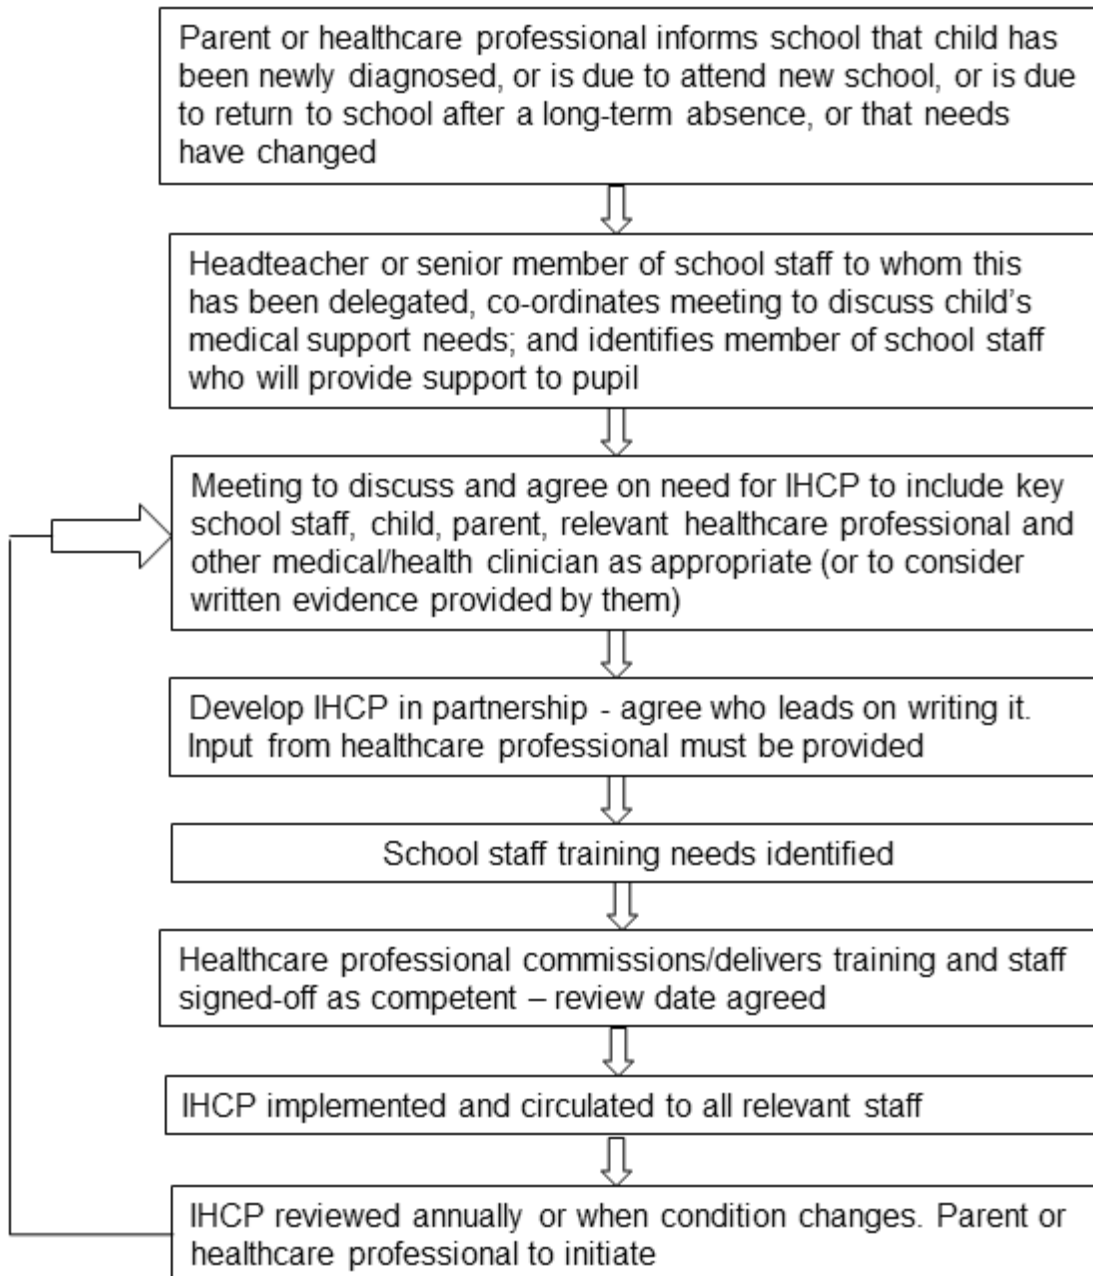 Parent or healthcare professional informs school that child has
been newly diagnosed, or is due to attend new school, or is due
to return to school after a long-term absence, or that needs
have changed
Headteacher or senior member of school staff to whom this
has been delegated, co-ordinates meeting to discuss child's
medical support needs; and identifies member of school staff
who will provide support to pupil
Meeting to discuss and agree on need for IHCP to include key
school staff, child, parent, relevant healthcare professional and
other medical/health clinician as appropriate (or to consider
written evidence provided by them)
Develop IHCP in partnership - agree who leads on writing it.
Input from healthcare professional must be provided
School staff training needs identified
Healthcare professional commissions/delivers training and staff
signed-off as competent – review date agreed
IHCP implemented and circulated to all relevant staff
IHCP reviewed annually or when condition changes. Parent or
healthcare professional to initiate